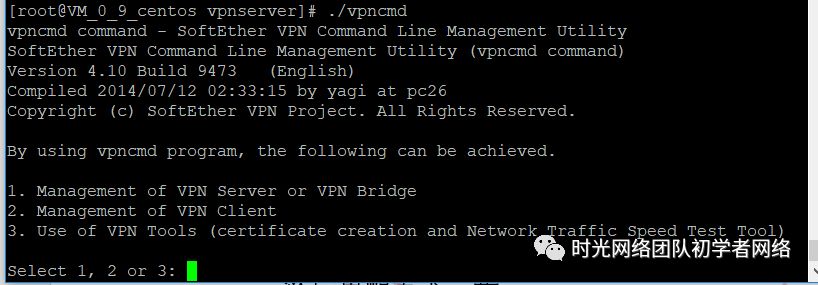 [root@VM_0_9_centos vpnserver]# ./vpncmd
vpncmd command - SoftEther VPN Command Line Management Utility
SoftEther VPN Command Line Management Utility (vpncmd command)
Version 4.10 Build 9473   (English)
Compiled 2014/07/12 02:33:15 by yagi at pc26
Copyright (c) SoftEther VPN Project. All Rights Reserved.
By using vpncmd program, the following can be achieved.
1. Management of VPN Server or VPN Bridge
2. Management of VPN Client
3. Use of VPN Tools (certificate creation and Network Traffic Speed Test Tool)
时光网络团队初学者网络
Select 1, 2 or 3: